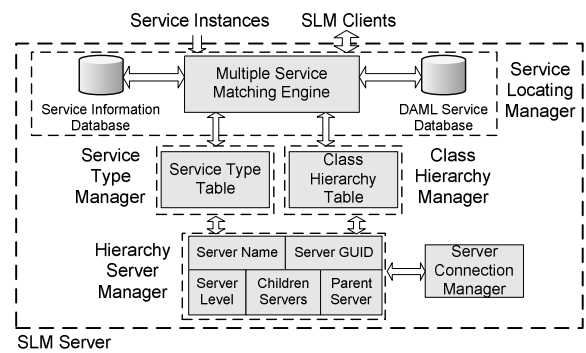 Service Instances
SLM Clients
Multiple Service
Matching Engine
Service Information
Database
DAML Service
Database
Service
Locating
Manager
Service
Type
Manager
Service Type
Table
Class
Hierarchy
Table
Class
Hierarchy
Manager
Hierarchy
Server
Manager
Server Name
Server GUID
Server
Level
Children
Servers
Parent
Server
Server
Connection
Manager
SLM Server